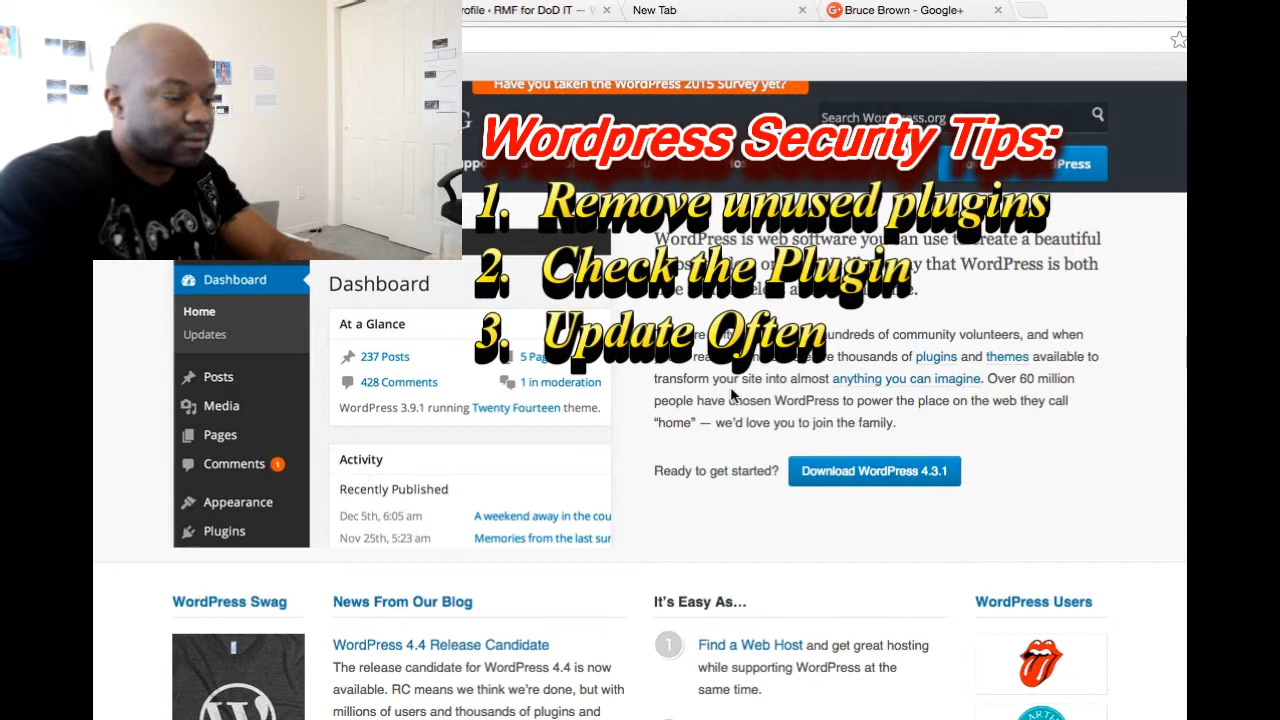 rofile ‹ RMF for DoD IT —
New Tab
Bruce Brown - Google+
Have you taken the WordPress 2015 Survey yet?
Search WordPress.org
Wordpress Security Tips:
1. Remove unused plugins
2. Check the Plugin
3. Update Often
WordPress is web software you can use to create a beautiful
that WordPress is both
hundreds of community volunteers, and when
thousands of plugins and themes available to
transform your site into almost anything you can imagine. Over 60 million
people have chosen WordPress to power the place on the web they call
“home” — we’d love you to join the family.
Ready to get started?
Download WordPress 4.3.1
Dashboard
Home
Updates
Posts
Media
Pages
Comments 1
Appearance
Plugins
Dashboard
At a Glance
237 Posts
5 Pag
428 Comments
1 in moderation
WordPress 3.9.1 running Twenty Fourteen theme.
Activity
Recently Published
Dec 5th, 6:05 am
A weekend away in the cou
Nov 25th, 5:23 am
Memories from the last sur
WordPress Swag
News From Our Blog
WordPress 4.4 Release Candidate
The release candidate for WordPress 4.4 is now
available. RC means we think we’re done, but with
millions of users and thousands of plugins and
It’s Easy As…
1
Find a Web Host and get great hosting
while supporting WordPress at the
same time.
WordPress Users